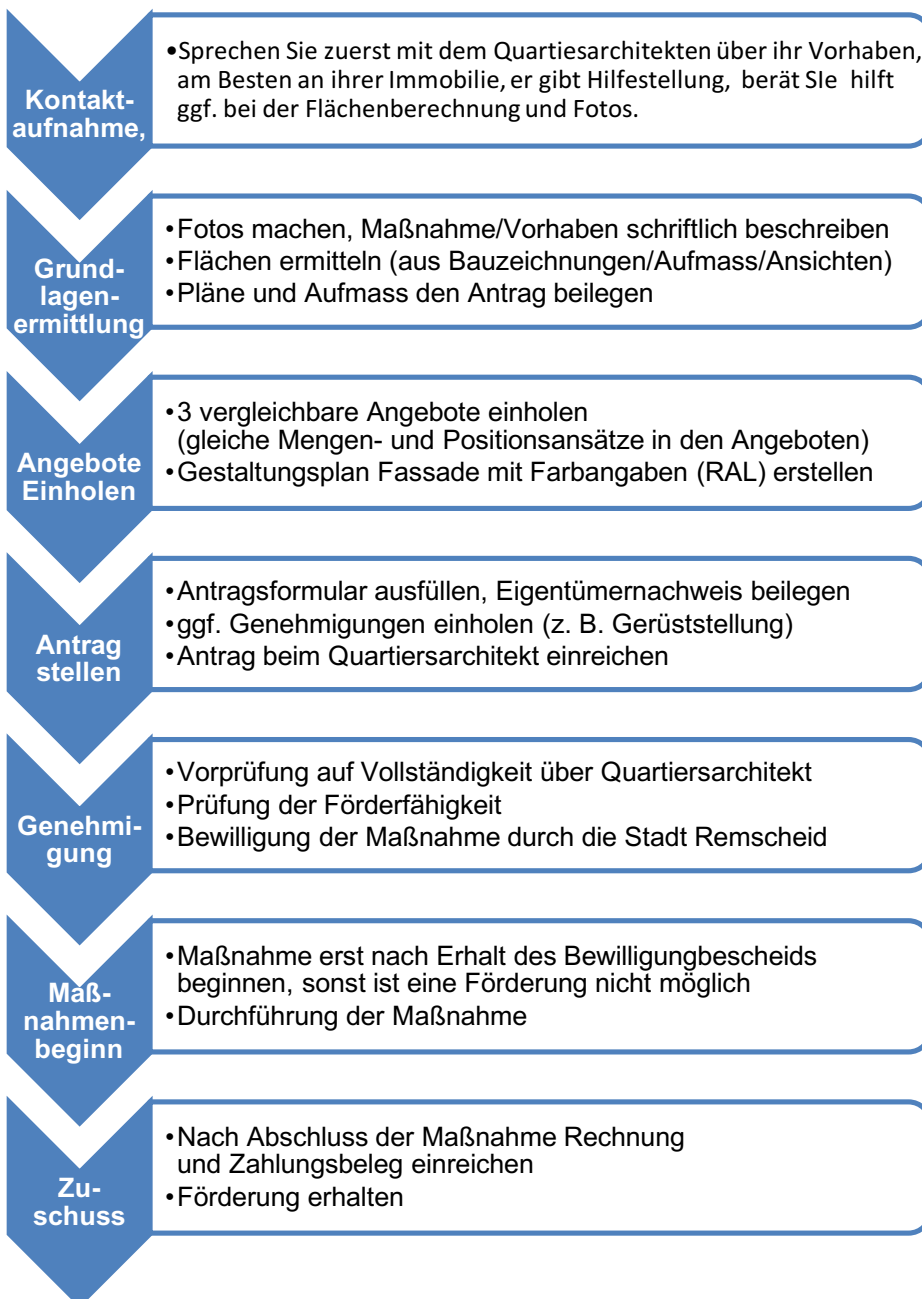 Kontakt-
aufnahme,
•Sprechen Sie zuerst mit dem Quartiesarchitekten über ihr Vorhaben,
am Besten an ihrer Immobilie, er gibt Hilfestellung, berät SIe hilft
ggf. bei der Flächenberechnung und Fotos.
Grund-
lagen-
ermittlung
•Fotos machen, Maßnahme/Vorhaben schriftlich beschreiben
•Flächen ermitteln (aus Bauzeichnungen/Aufmass/Ansichten)
•Pläne und Aufmass den Antrag beilegen
Angebote
Einholen
•3 vergleichbare Angebote einholen
(gleiche Mengen- und Positionsansätze in den Angeboten)
•Gestaltungsplan Fassade mit Farbangaben (RAL) erstellen
Antrag
stellen
•Antragsformular ausfüllen, Eigentümernachweis beilegen
•ggf. Genehmigungen einholen (z. B. Gerüststellung)
•Antrag beim Quartiersarchitekt einreichen
Genehmi-
gung
•Vorprüfung auf Vollständigkeit über Quartiersarchitekt
•Prüfung der Förderfähigkeit
•Bewilligung der Maßnahme durch die Stadt Remscheid
Maß-
nahmen-
beginn
•Maßnahme erst nach Erhalt des Bewilligungbescheids
beginnen, sonst ist eine Förderung nicht möglich
•Durchführung der Maßnahme
Zu-
schuss
•Nach Abschluss der Maßnahme Rechnung
und Zahlungsbeleg einreichen
•Förderung erhalten